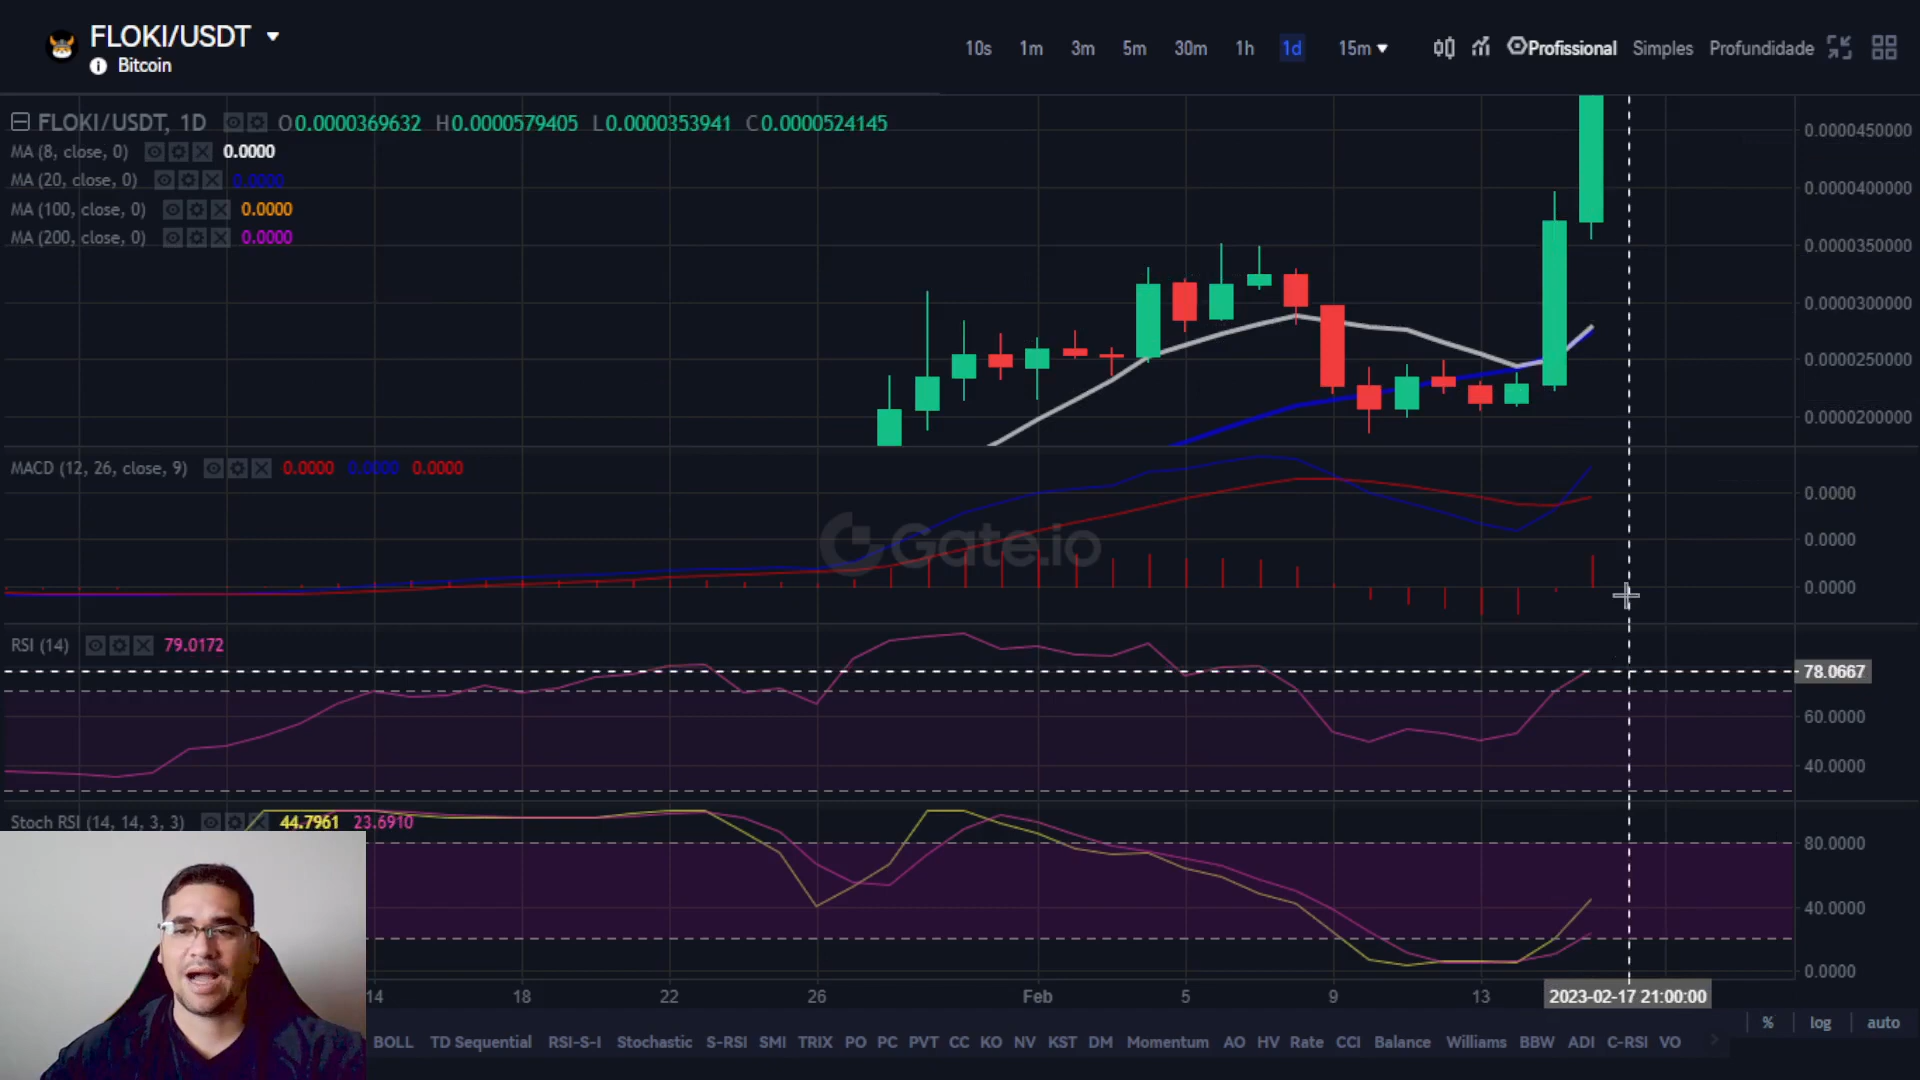 FLOKI/USDT
Bitcoin
10s 1m 3m 5m 30m 1h 1d 15m Profissional Simples Profundidade
FLOKI/USDT, 1D O0.0000369632 H0.0000579405 L0.0000353941 C0.0000524145
MA (8, close, 0) 0.0000
MA (20, close, 0) 0.0000
MA (100, close, 0) 0.0000
MA (200, close, 0) 0.0000
0.0000450000
0.0000400000
0.0000350000
0.0000300000
0.0000250000
0.0000200000
MACD (12, 26, close, 9) 0.0000 0.0000 0.0000
0.0000
0.0000
0.0000
Gate.io
RSI (14) 79.0172
78.0667
60.0000
40.0000
Stoch RSI (14, 14, 3, 3) 44.7961 23.6910
80.0000
40.0000
0.0000
14 18 22 26 Feb 5 9 13 2023-02-17 21:00:00
% log auto
BOLL TD Sequential RSI-S-I Stochastic S-RSI SMI TRIX PO PC PVT CC KO NV KST DM Momentum AO HV Rate CCI Balance Williams BBW ADI C-RSI VO